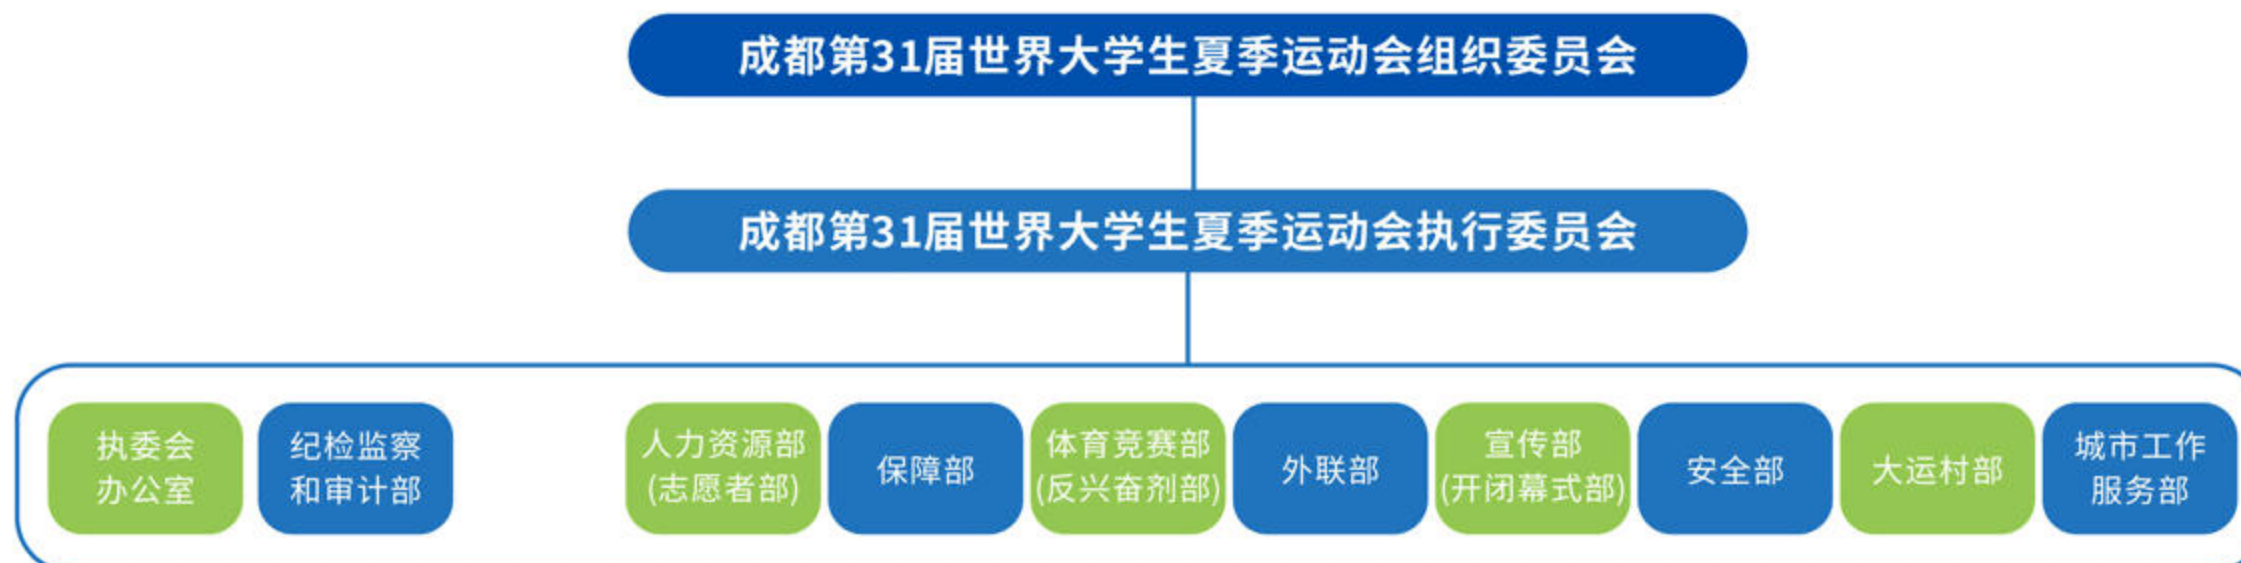 成都第31届世界大学生夏季运动会组织委员会
成都第31届世界大学生夏季运动会执行委员会
执委会
办公室
纪检监察
和审计部
人力资源部
(志愿者部)
保障部
体育竞赛部
(反兴奋剂部)
外联部
宣传部
(开闭幕式部)
安全部
大运村部
城市工作
服务部